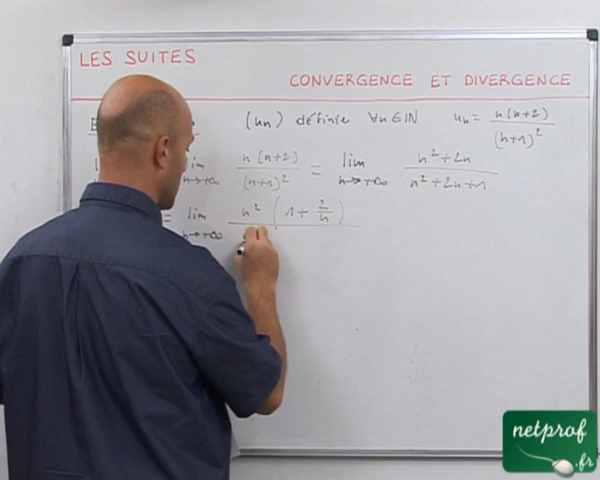 LES SUITES
CONVERGENCE ET DIVERGENCE
(un) définie ∀n∈ℕ un = n(n+2)/(n+1)²
lim n→+∞ n(n+2)/(n+1)² = lim n→+∞ n²+2n/n²+2n+1
= lim n→+∞ n²(1+2/n)
netprof
.fr